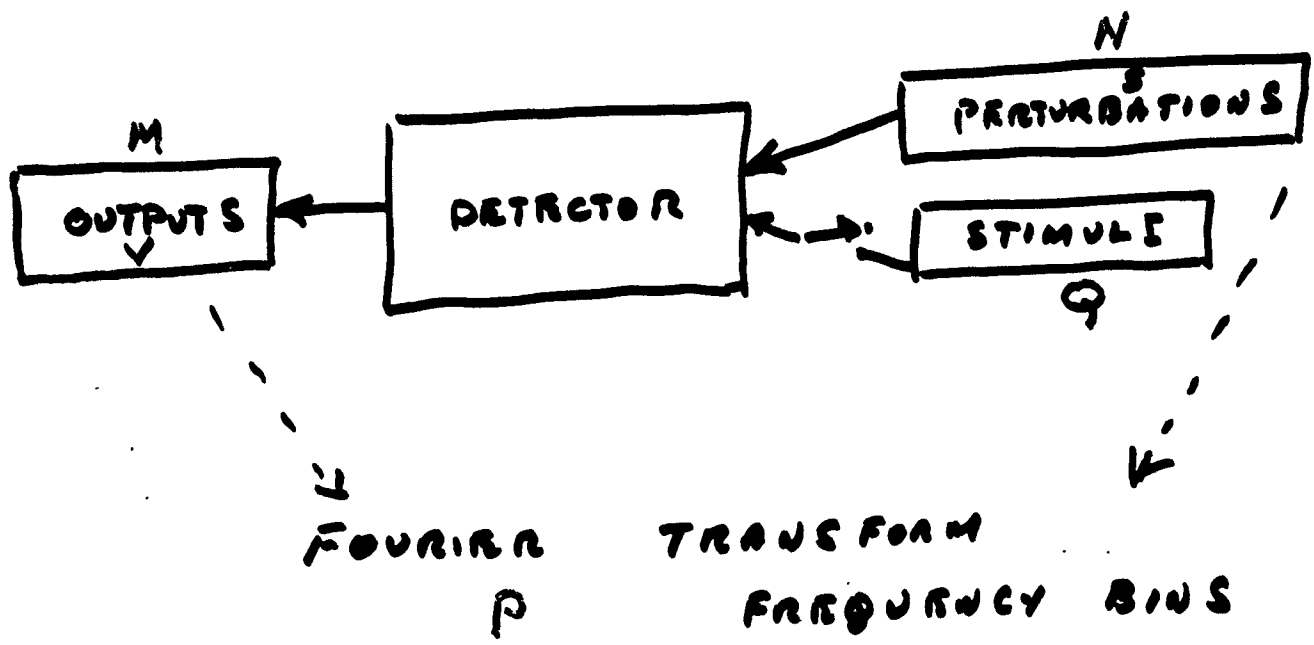 N
S
PERTURBATIONS
M
OUTPUTS
V
DETECTOR
STIMULI
Q
FOURIER TRANSFORM
P FREQUENCY BINS